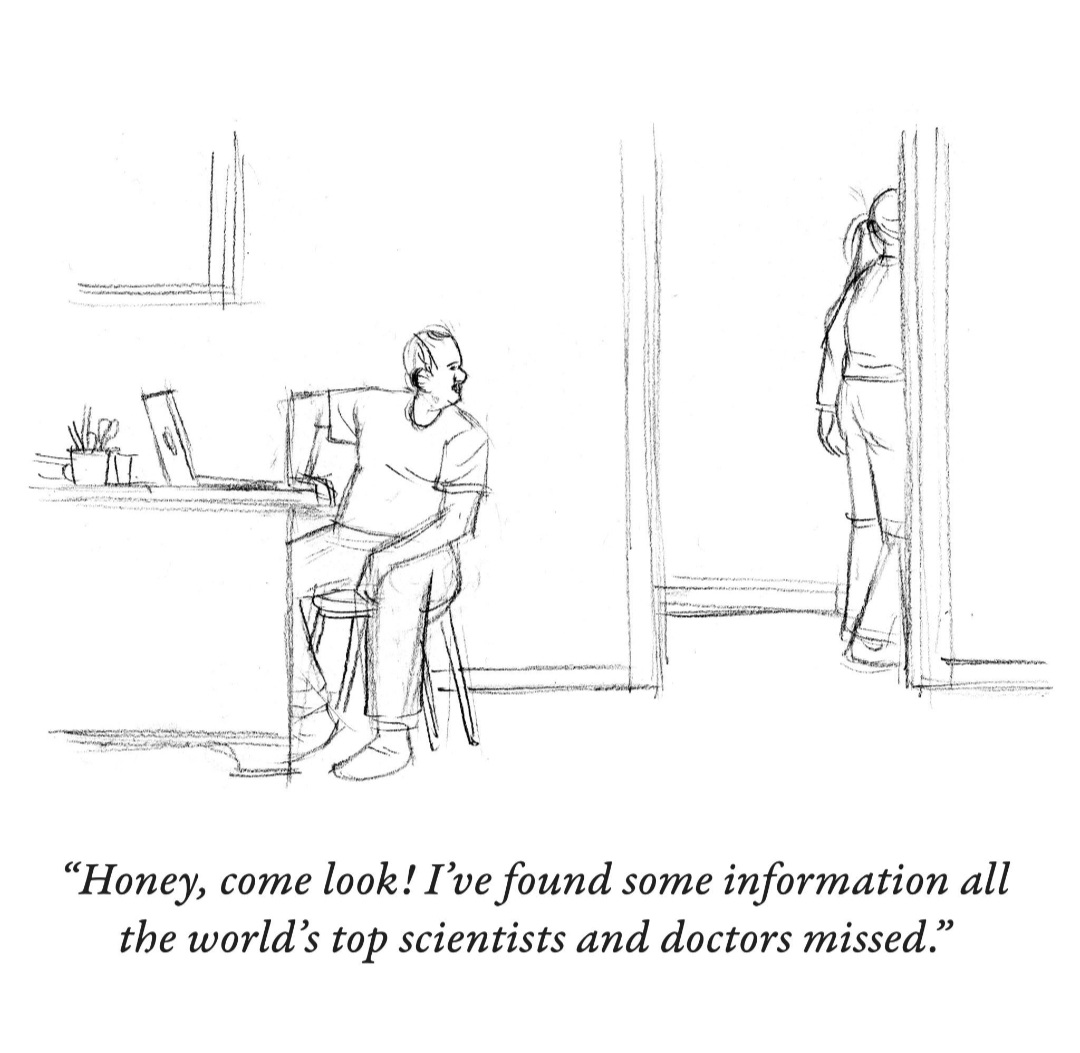 “Honey, come look! I’ve found some information all
the world’s top scientists and doctors missed.”